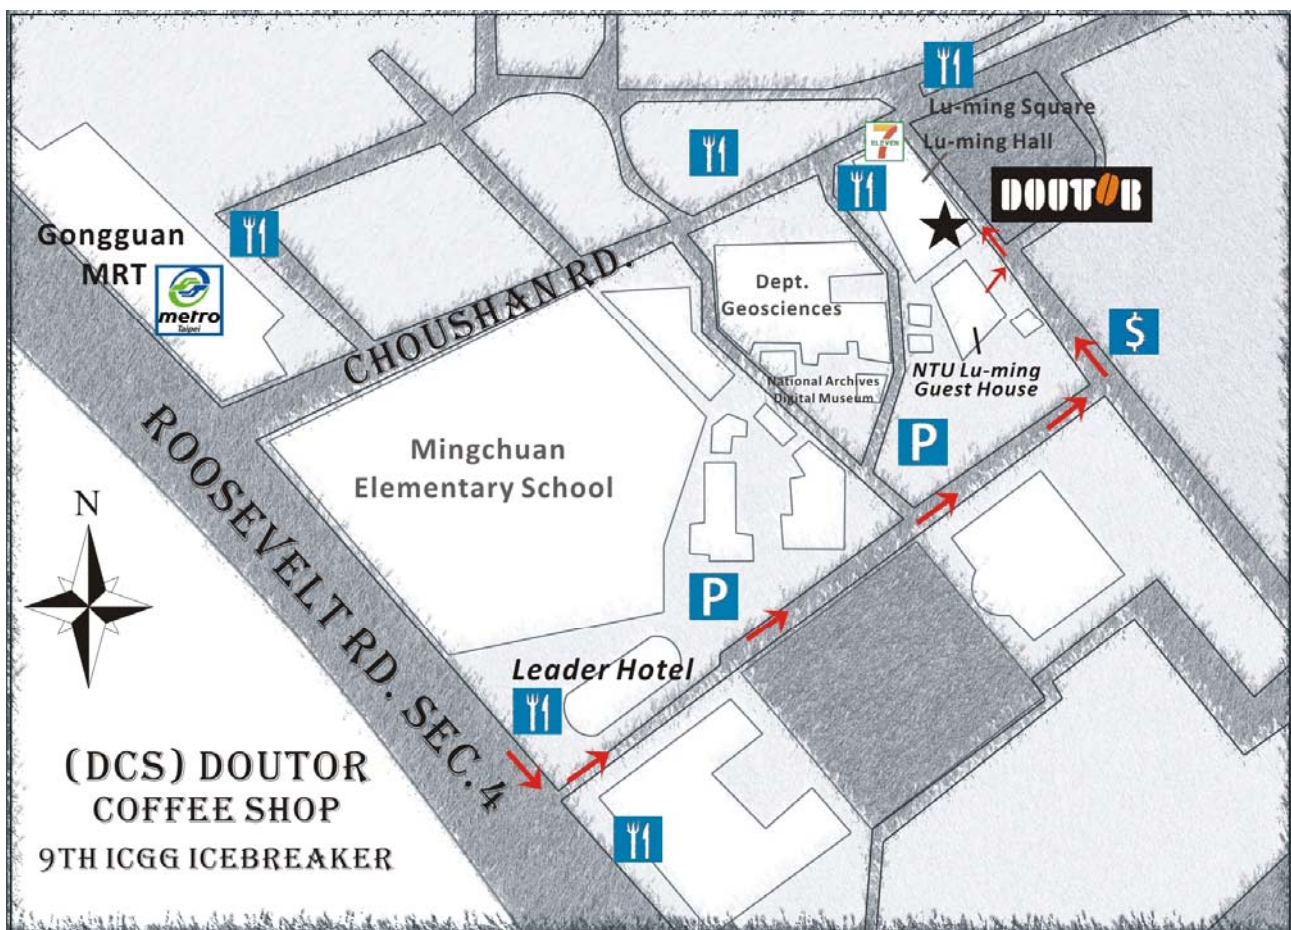 Lu-ming Square
7
ELEVEN
Lu-ming Hall
DOUTOR
Gongguan
MRT
metro
Taipei
CHOUSHAN RD.
Dept.
Geosciences
$
National Archives
Digital Museum
NTU Lu-ming
Guest House
P
Mingchuan
Elementary School
ROOSEVELT RD. SEC. 4
N
P
Leader Hotel
(DCS) DOUTOR
COFFEE SHOP
9TH ICGG ICEBREAKER